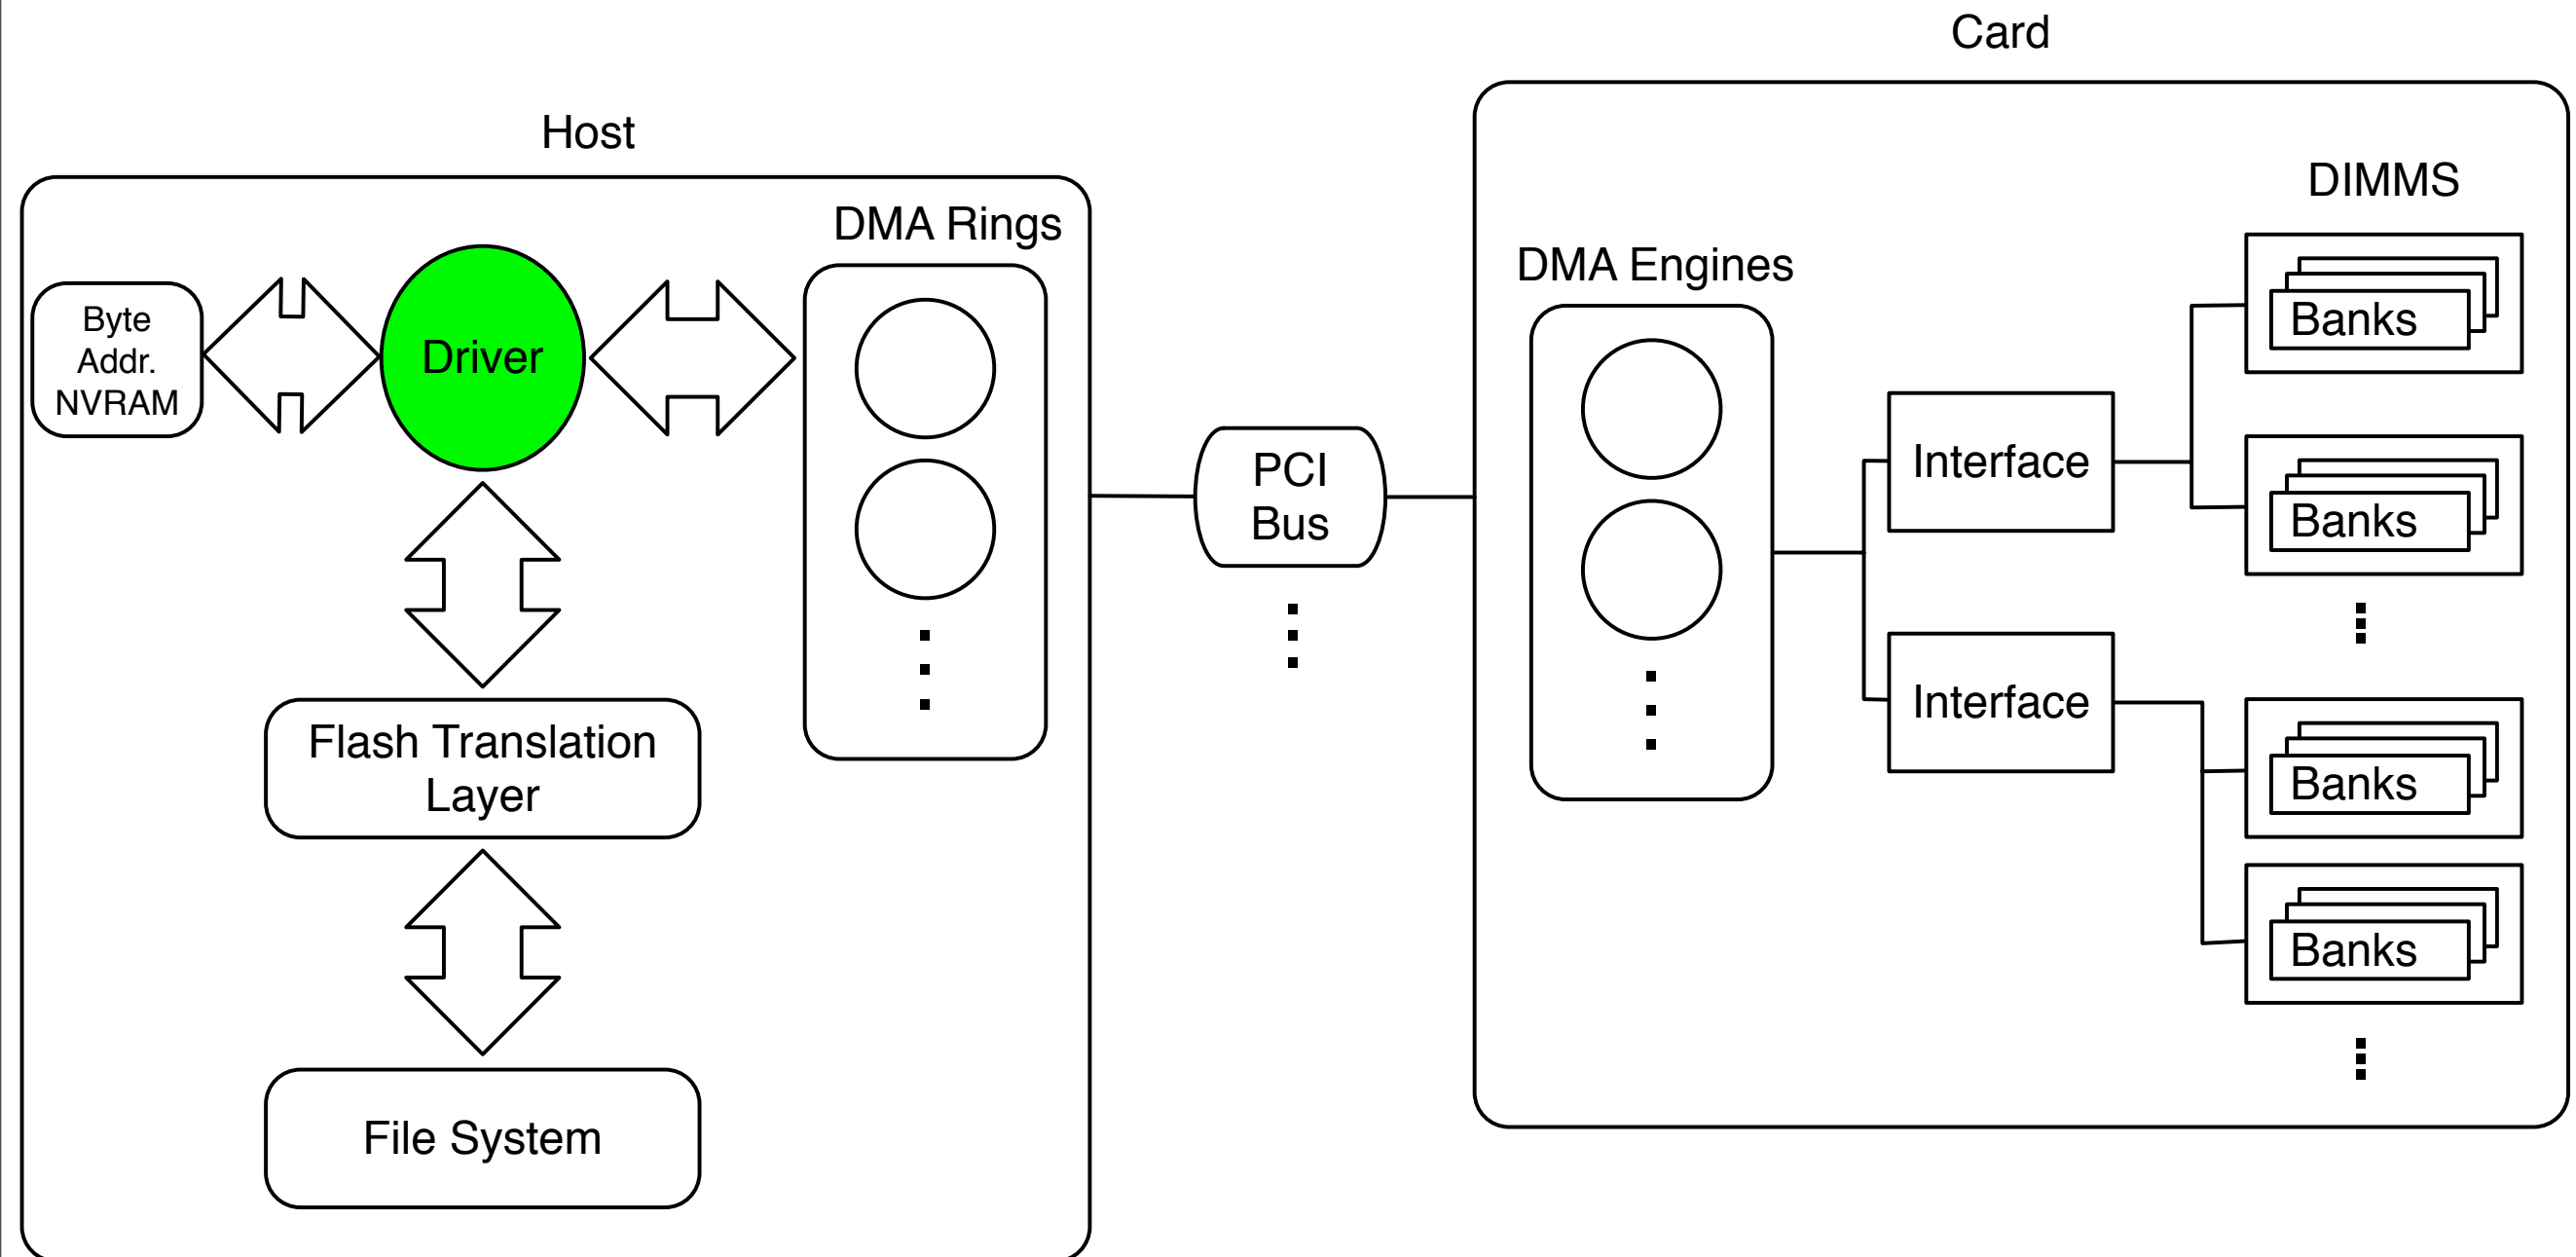 Card
Host
DIMMS
DMA Rings
DMA Engines
Byte
Addr.
NVRAM
Driver
Banks
Interface
PCI
Bus
Banks
Interface
Flash Translation
Layer
Banks
Banks
File System